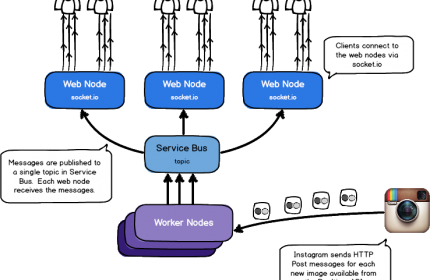 Clients connect to
the web nodes via
socket.io
Web Node
socket.io
Web Node
socket.io
Web Node
socket.io
Service Bus
topic
Messages are published to
a single topic in Service
Bus. Each web node
receives the messages.
Worker Nodes
Instagram sends HTTP
Post messages for each
new image available from